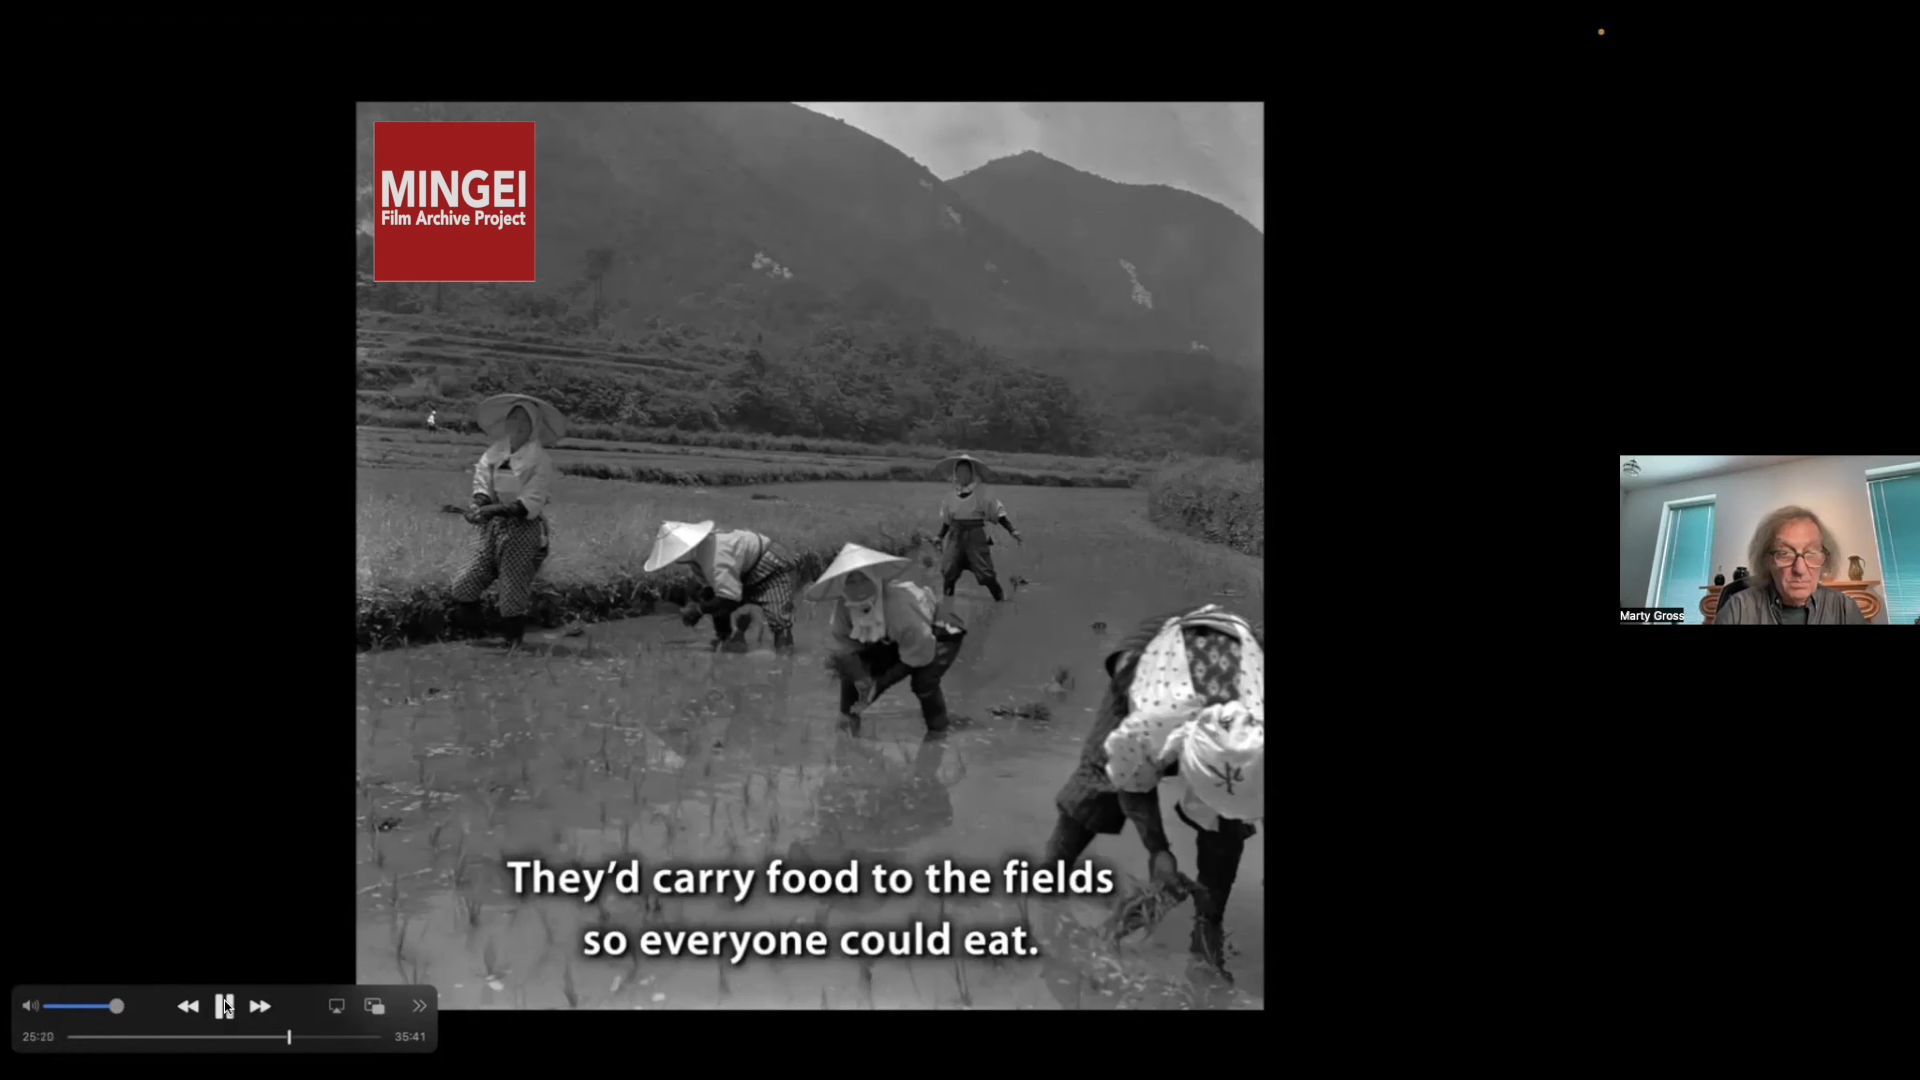 MINGEI
Film Archive Project
They’d carry food to the fields
so everyone could eat.
Marty Gross
25:20
35:41